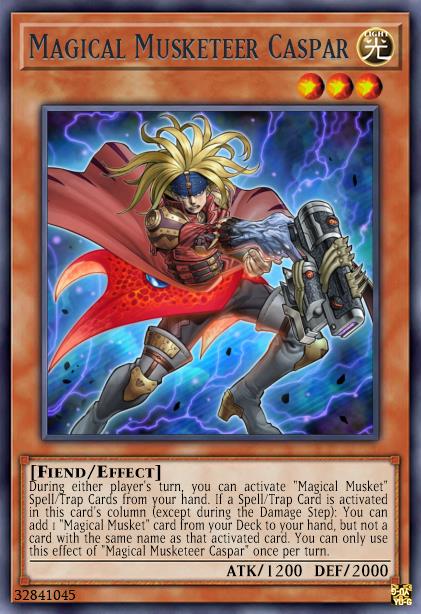 MAGICAL MUSKETEER CASPAR
LIGHT
光
[FIEND/EFFECT]
During either player's turn, you can activate "Magical Musket"
Spell/Trap Cards from your hand. If a Spell/Trap Card is activated
in this card's column (except during the Damage Step): You can
add 1 "Magical Musket" card from your Deck to your hand, but not a
card with the same name as that activated card. You can only use
this effect of "Magical Musketeer Caspar" once per turn.
ATK/1200 DEF/2000
32841045